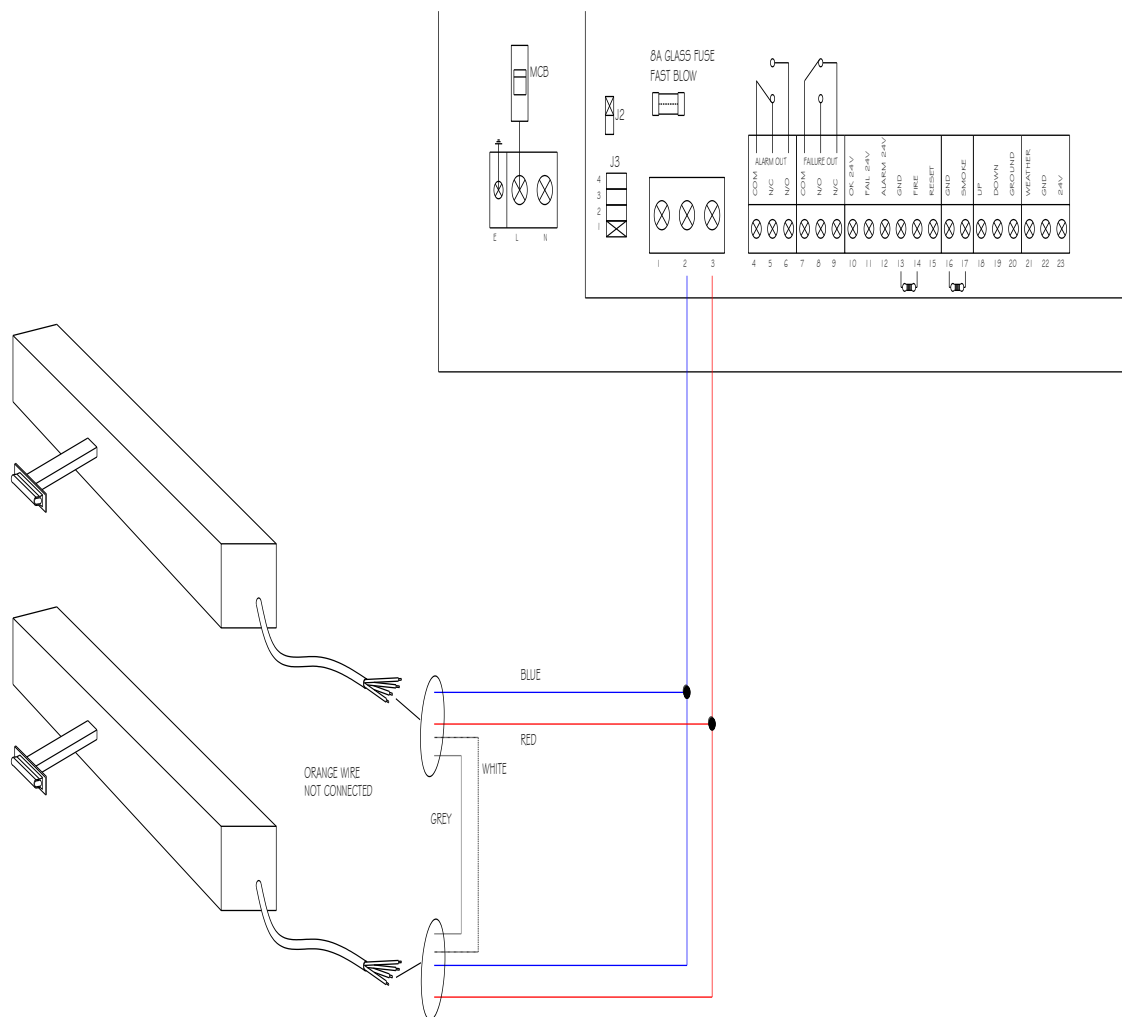 8A GLASS FUSE
FAST BLOW
MCB
J2
J3
4
3
2
1
E L N
1 2 3
ALARM OUT FAILURE OUT
COM N/C N/O COM N/O N/C OK 24V FAIL 24V ALARM 24V GND FIRE RESET GND SMOKE UP DOWN GROUND WEATHER GND 24V
4 5 6 7 8 9 10 11 12 13 14 15 16 17 18 19 20 21 22 23
BLUE
RED
WHITE
ORANGE WIRE
NOT CONNECTED
GREY